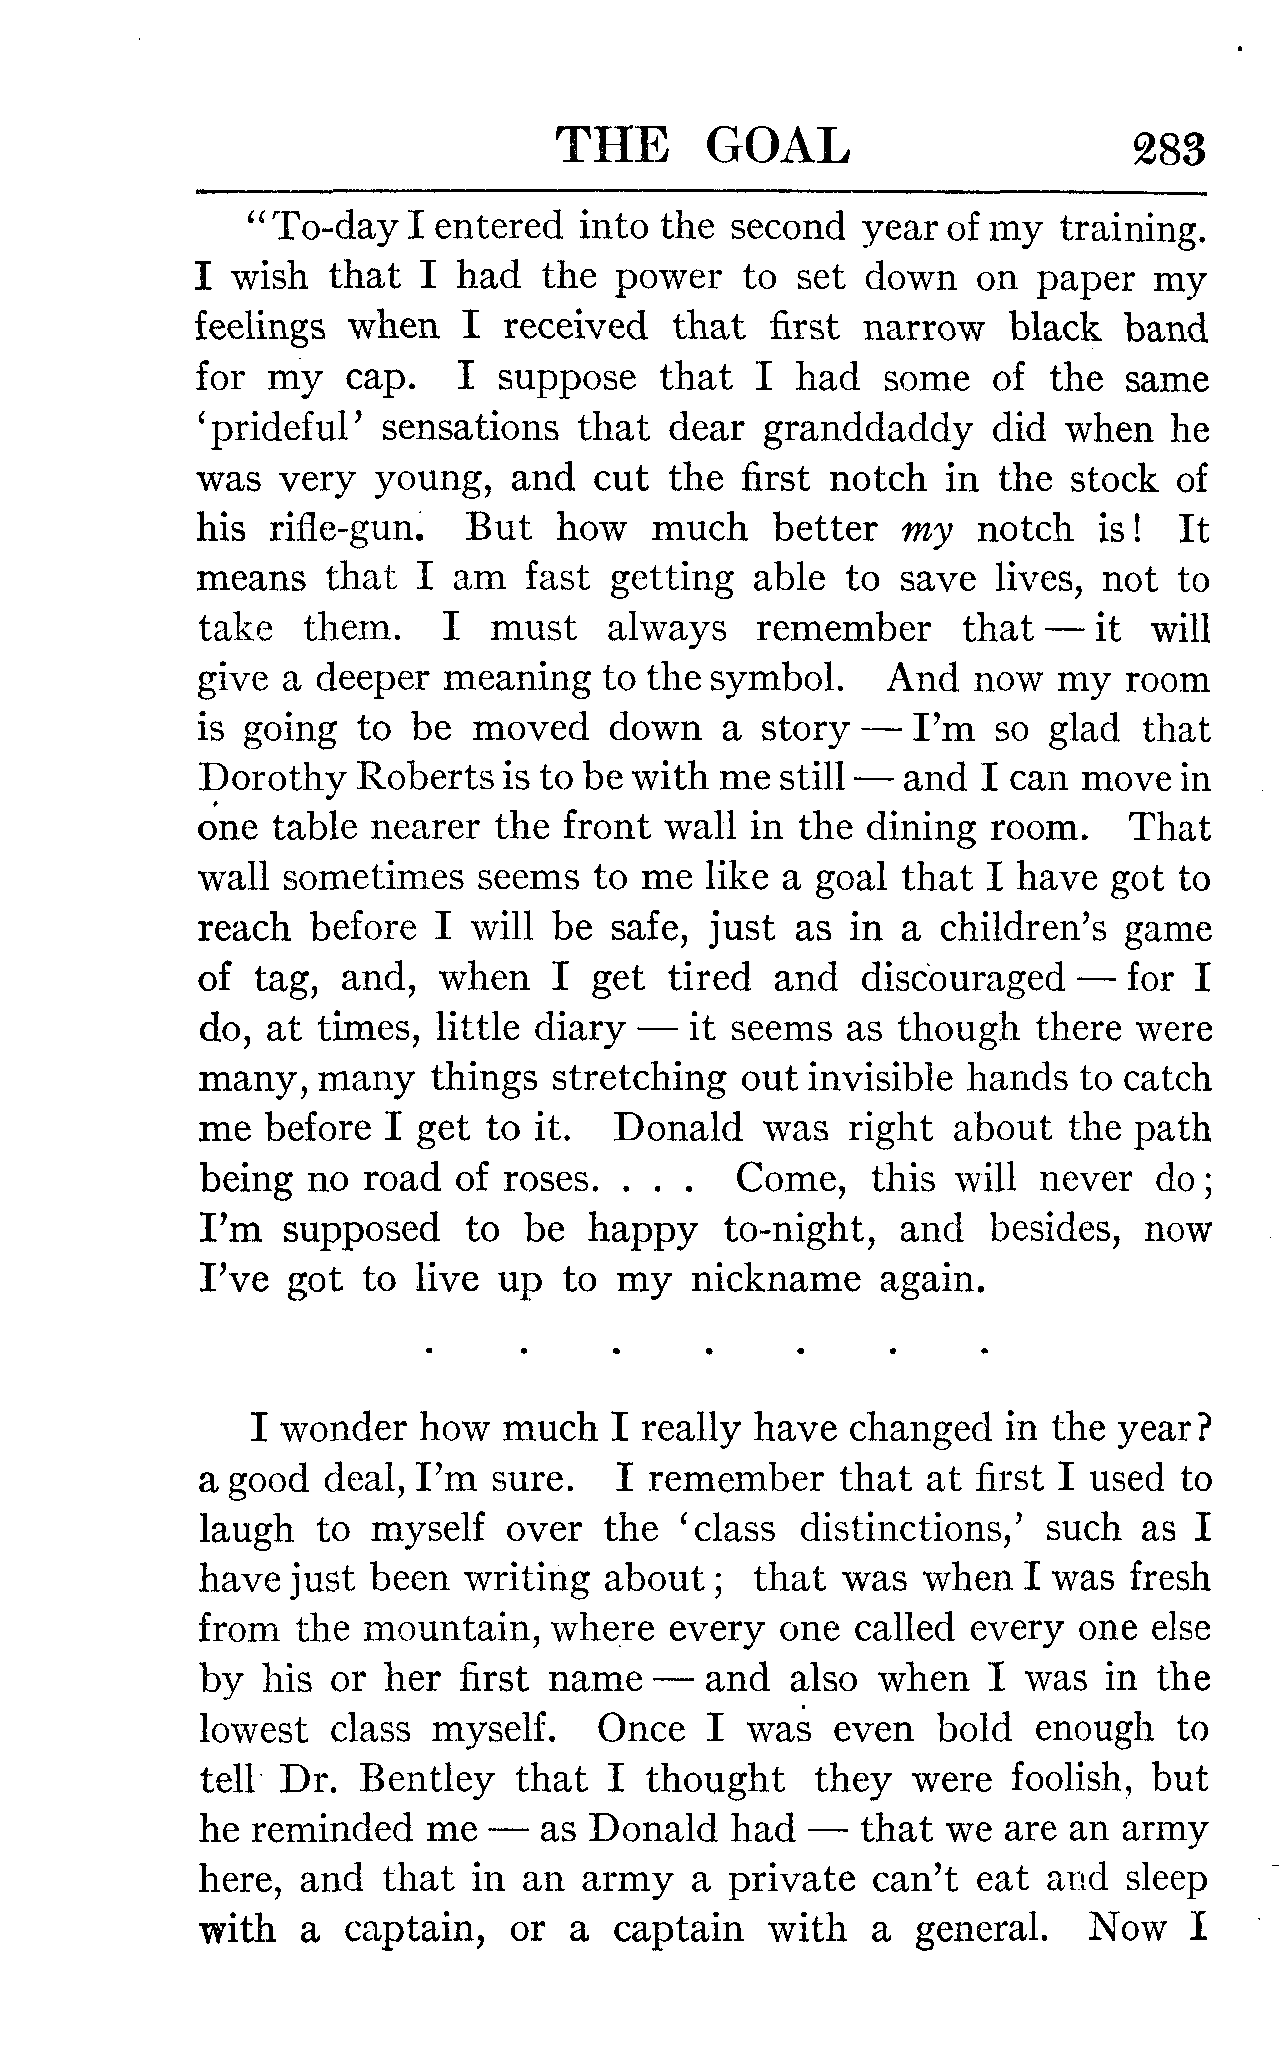 THE GOAL 283
"To-day I entered into the second year of my training.
I wish that I had the power to set down on paper my
feelings when I received that first narrow black band
for my cap. I suppose that I had some of the same
'prideful' sensations that dear granddaddy did when he
was very young, and cut the first notch in the stock of
his rifle-gun. But how much better my notch is! It
means that I am fast getting able to save lives, not to
take them. I must always remember that — it will
give a deeper meaning to the symbol. And now my room
is going to be moved down a story — I'm so glad that
Dorothy Roberts is to be with me still — and I can move in
one table nearer the front wall in the dining room. That
wall sometimes seems to me like a goal that I have got to
reach before I will be safe, just as in a children's game
of tag, and, when I get tired and discouraged — for I
do, at times, little diary — it seems as though there were
many, many things stretching out invisible hands to catch
me before I get to it. Donald was right about the path
being no road of roses. . . . Come, this will never do;
I'm supposed to be happy to-night, and besides, now
I've got to live up to my nickname again.
. . . . . . .
I wonder how much I really have changed in the year?
a good deal, I'm sure. I remember that at first I used to
laugh to myself over the 'class distinctions,' such as I
have just been writing about; that was when I was fresh
from the mountain, where every one called every one else
by his or her first name — and also when I was in the
lowest class myself. Once I was even bold enough to
tell Dr. Bentley that I thought they were foolish, but
he reminded me — as Donald had — that we are an army
here, and that in an army a private can't eat and sleep
with a captain, or a captain with a general. Now I